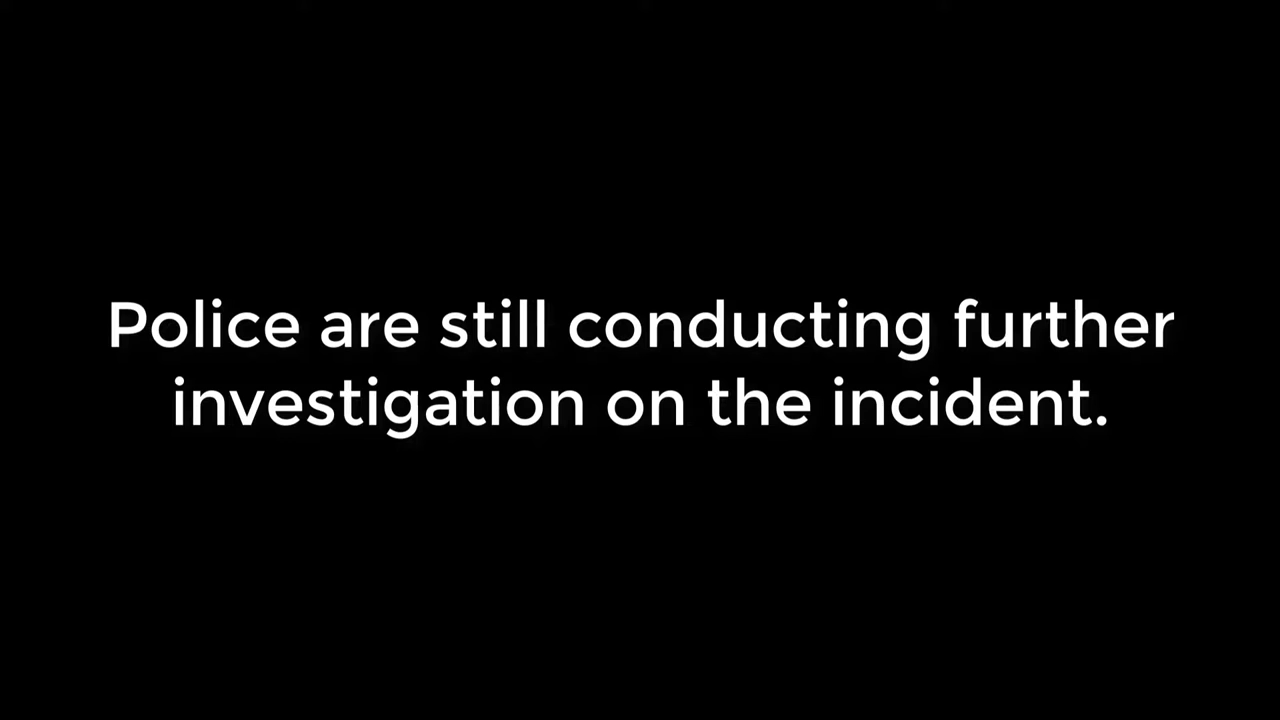 Police are still conducting further
investigation on the incident.